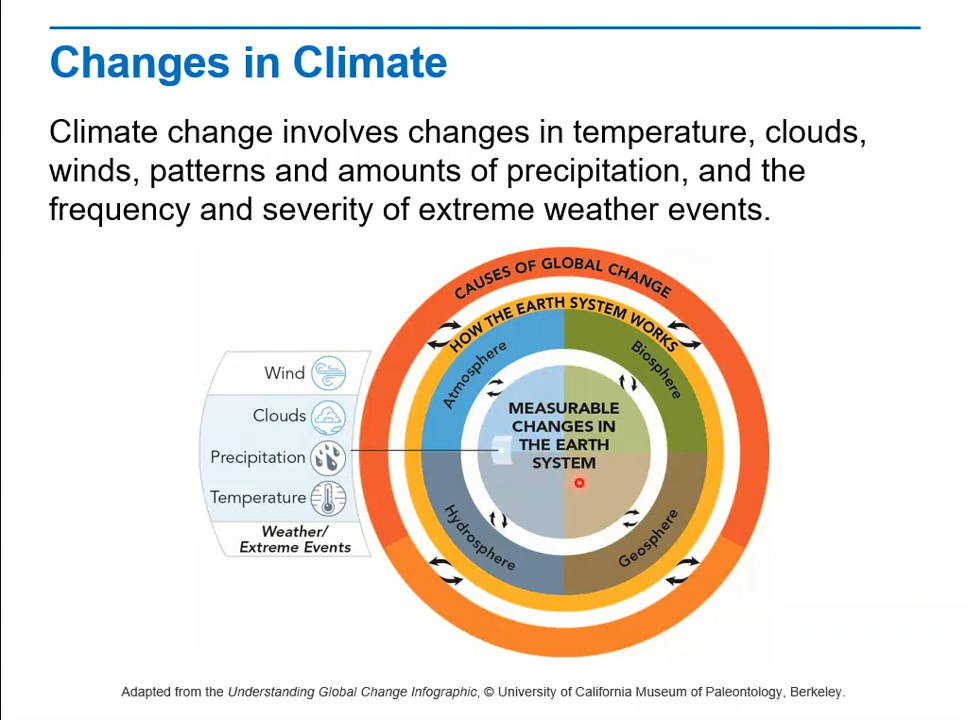 Changes in Climate
Climate change involves changes in temperature, clouds,
winds, patterns and amounts of precipitation, and the
frequency and severity of extreme weather events.
CAUSES OF GLOBAL CHANGE
HOW THE EARTH SYSTEM WORKS
Atmosphere
Biosphere
Wind
Clouds
Precipitation
Temperature
Weather/
Extreme Events
MEASURABLE
CHANGES IN
THE EARTH
SYSTEM
Hydrosphere
Geosphere
Adapted from the Understanding Global Change Infographic, © University of California Museum of Paleontology, Berkeley.